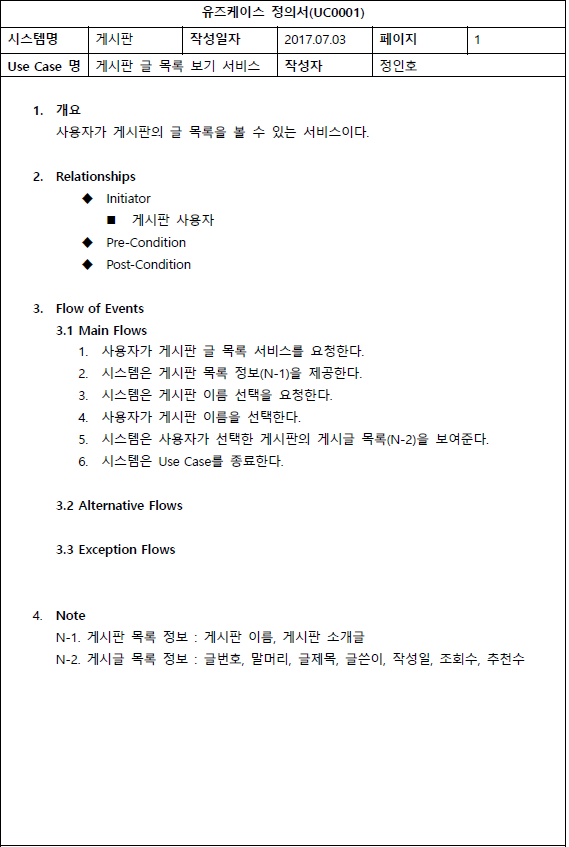 유즈케이스 정의서(UC0001)
시스템명 게시판 작성일자 2017.07.03 페이지 1
Use Case 명 게시판 글 목록 보기 서비스 작성자 정인호
1. 개요
사용자가 게시판의 글 목록을 볼 수 있는 서비스이다.
2. Relationships
◆ Initiator
■ 게시판 사용자
◆ Pre-Condition
◆ Post-Condition
3. Flow of Events
3.1 Main Flows
1. 사용자가 게시판 글 목록 서비스를 요청한다.
2. 시스템은 게시판 목록 정보(N-1)을 제공한다.
3. 시스템은 게시판 이름 선택을 요청한다.
4. 사용자가 게시판 이름을 선택한다.
5. 시스템은 사용자가 선택한 게시판의 게시글 목록(N-2)을 보여준다.
6. 시스템은 Use Case를 종료한다.
3.2 Alternative Flows
3.3 Exception Flows
4. Note
N-1. 게시판 목록 정보 : 게시판 이름, 게시판 소개글
N-2. 게시글 목록 정보 : 글번호, 말머리, 글제목, 글쓴이, 작성일, 조회수, 추천수